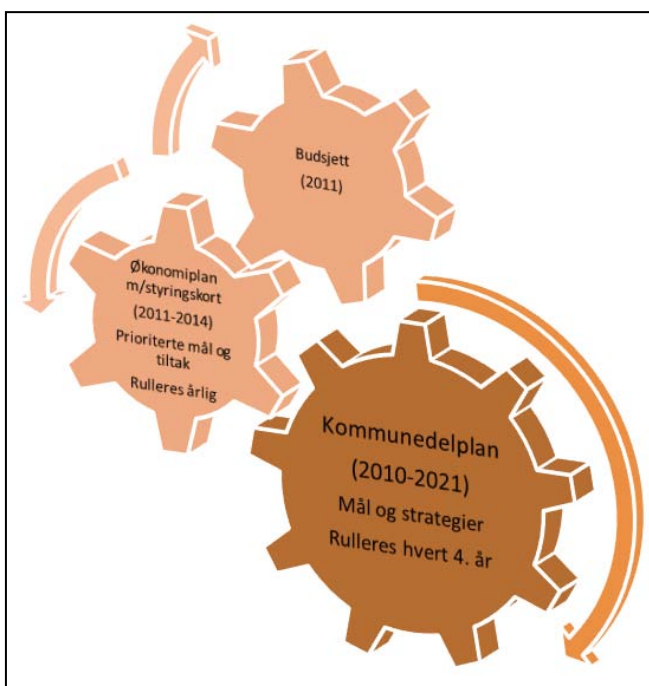 Budsjett
(2011)
Økonomiplan
m/styringskort
(2011-2014)
Prioriterte mål og
tiltak
Rulleres årlig
Kommunedelplan
(2010-2021)
Mål og strategier
Rulleres hvert 4. år